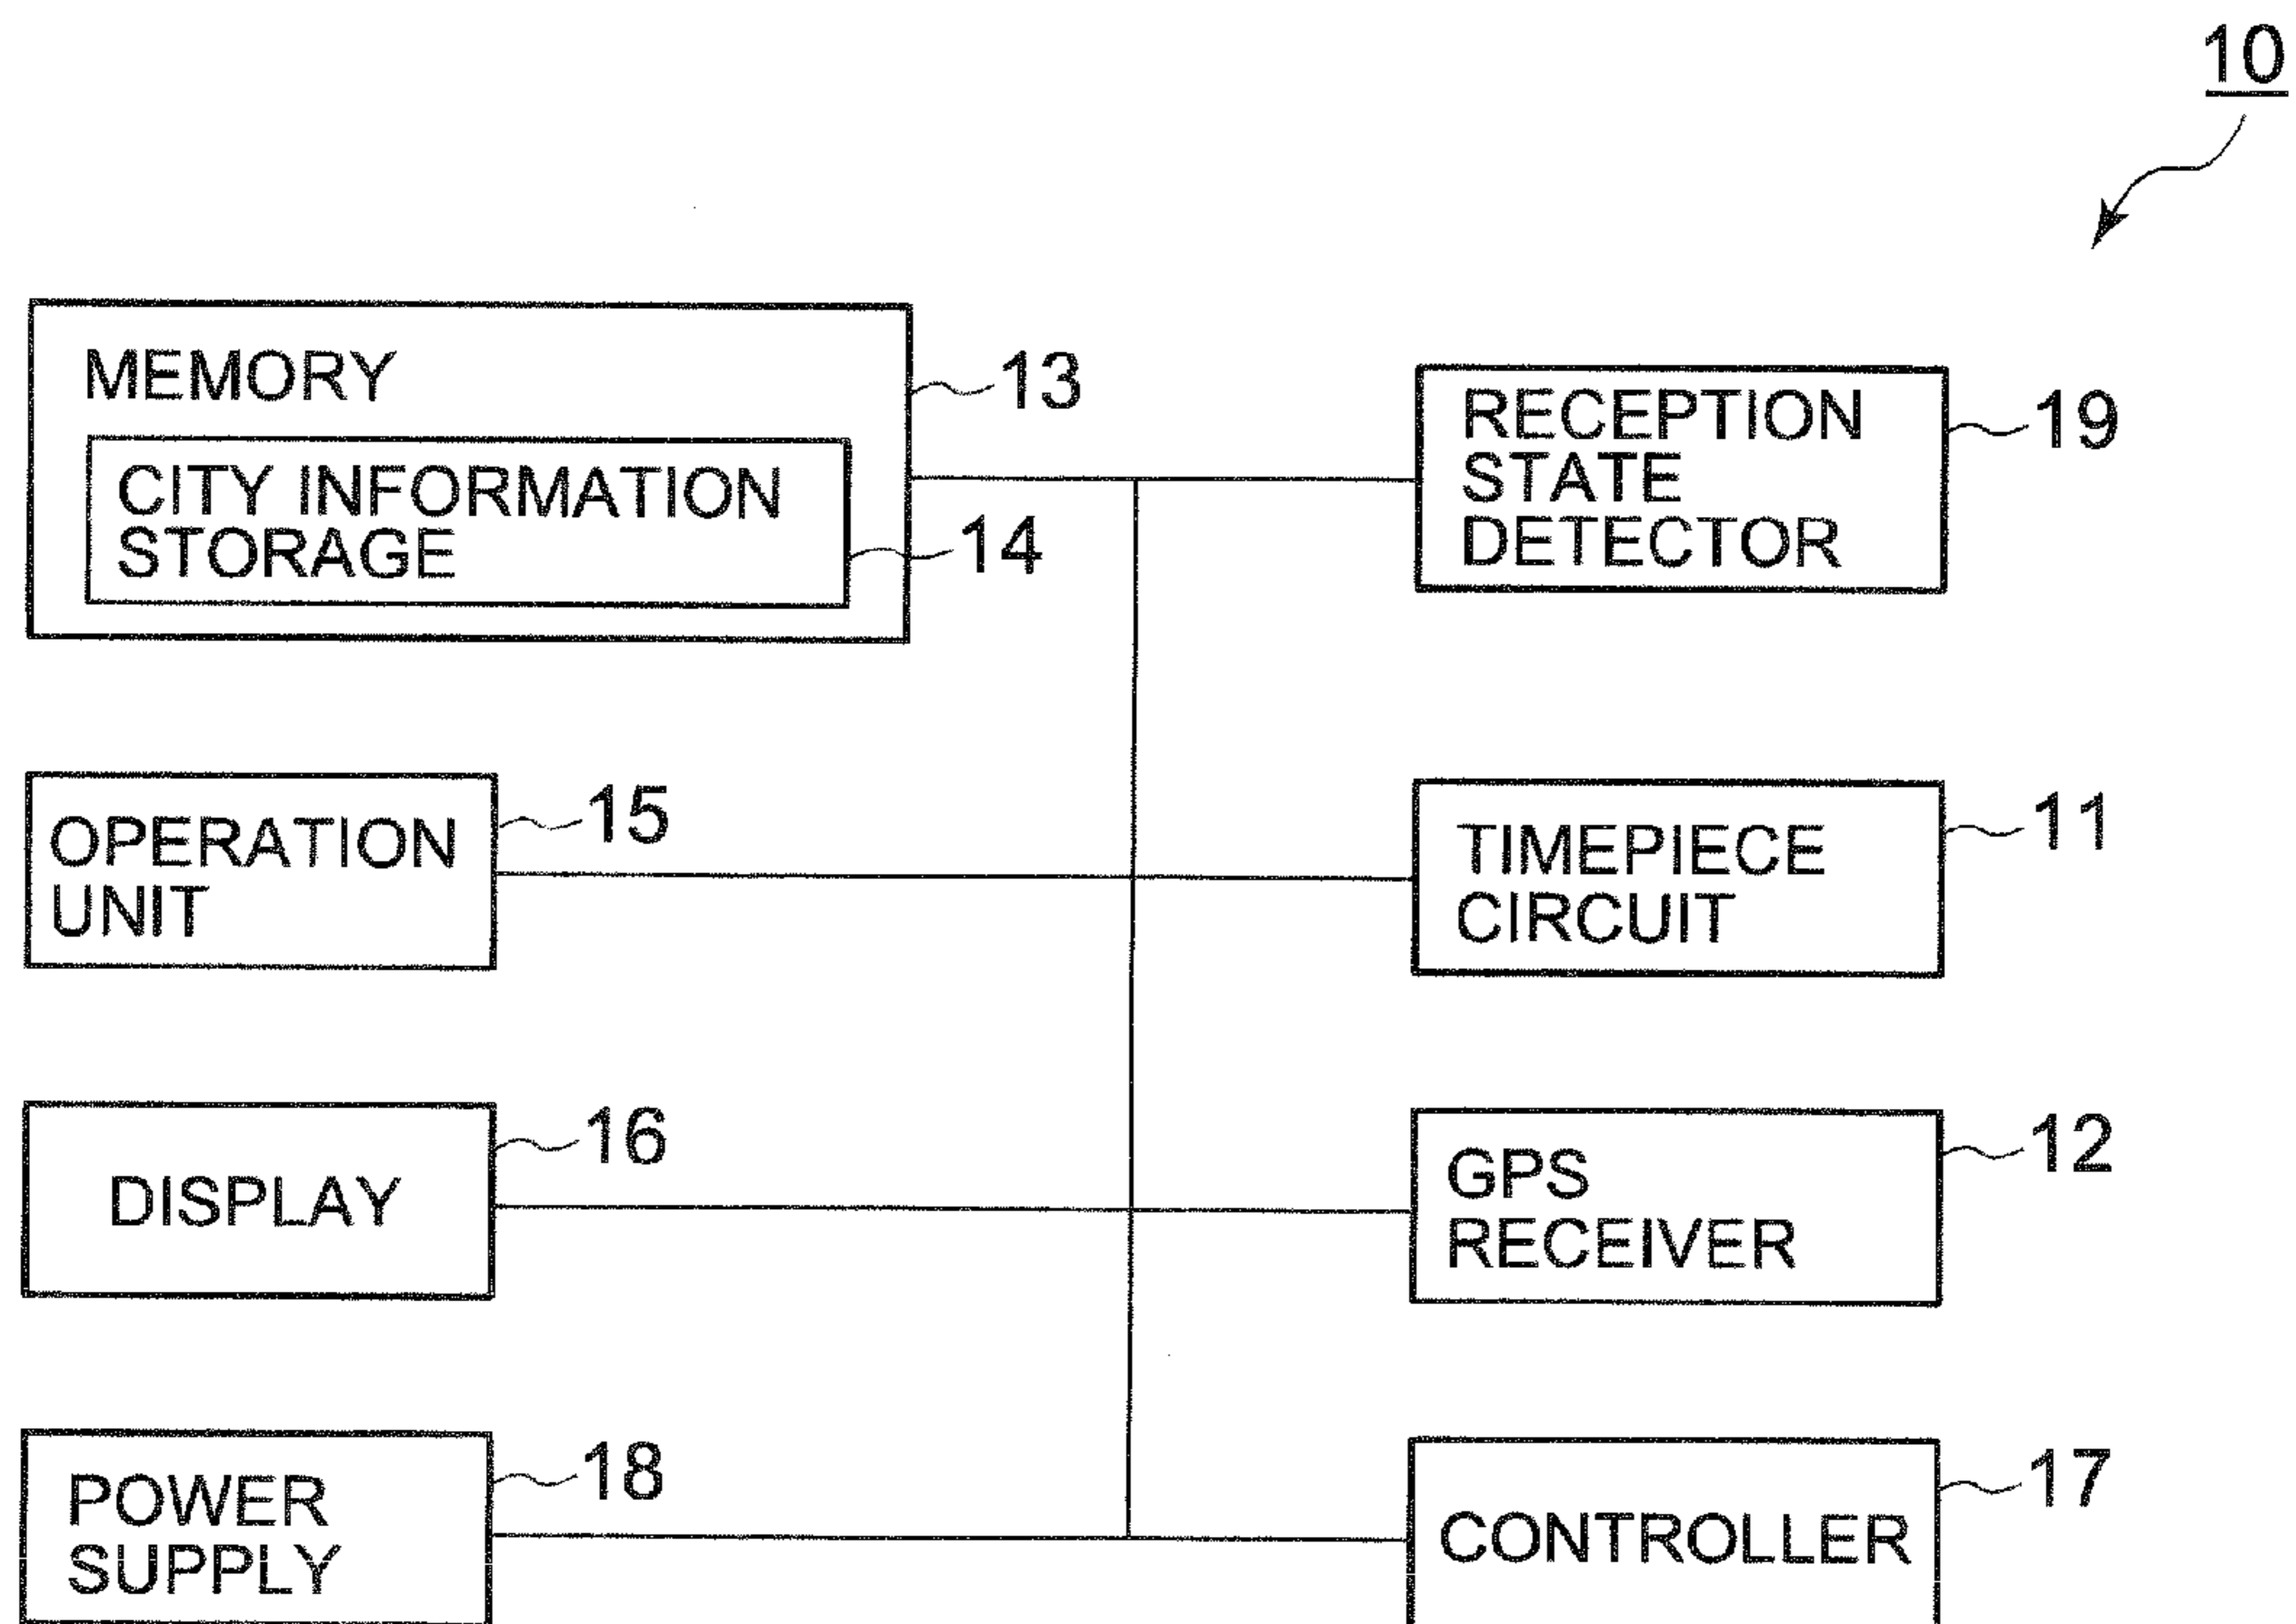 10
MEMORY
13
CITY INFORMATION
STORAGE
14
RECEPTION
STATE
DETECTOR
19
OPERATION
UNIT
15
TIMEPIECE
CIRCUIT
11
DISPLAY
16
GPS
RECEIVER
12
POWER
SUPPLY
18
CONTROLLER
17